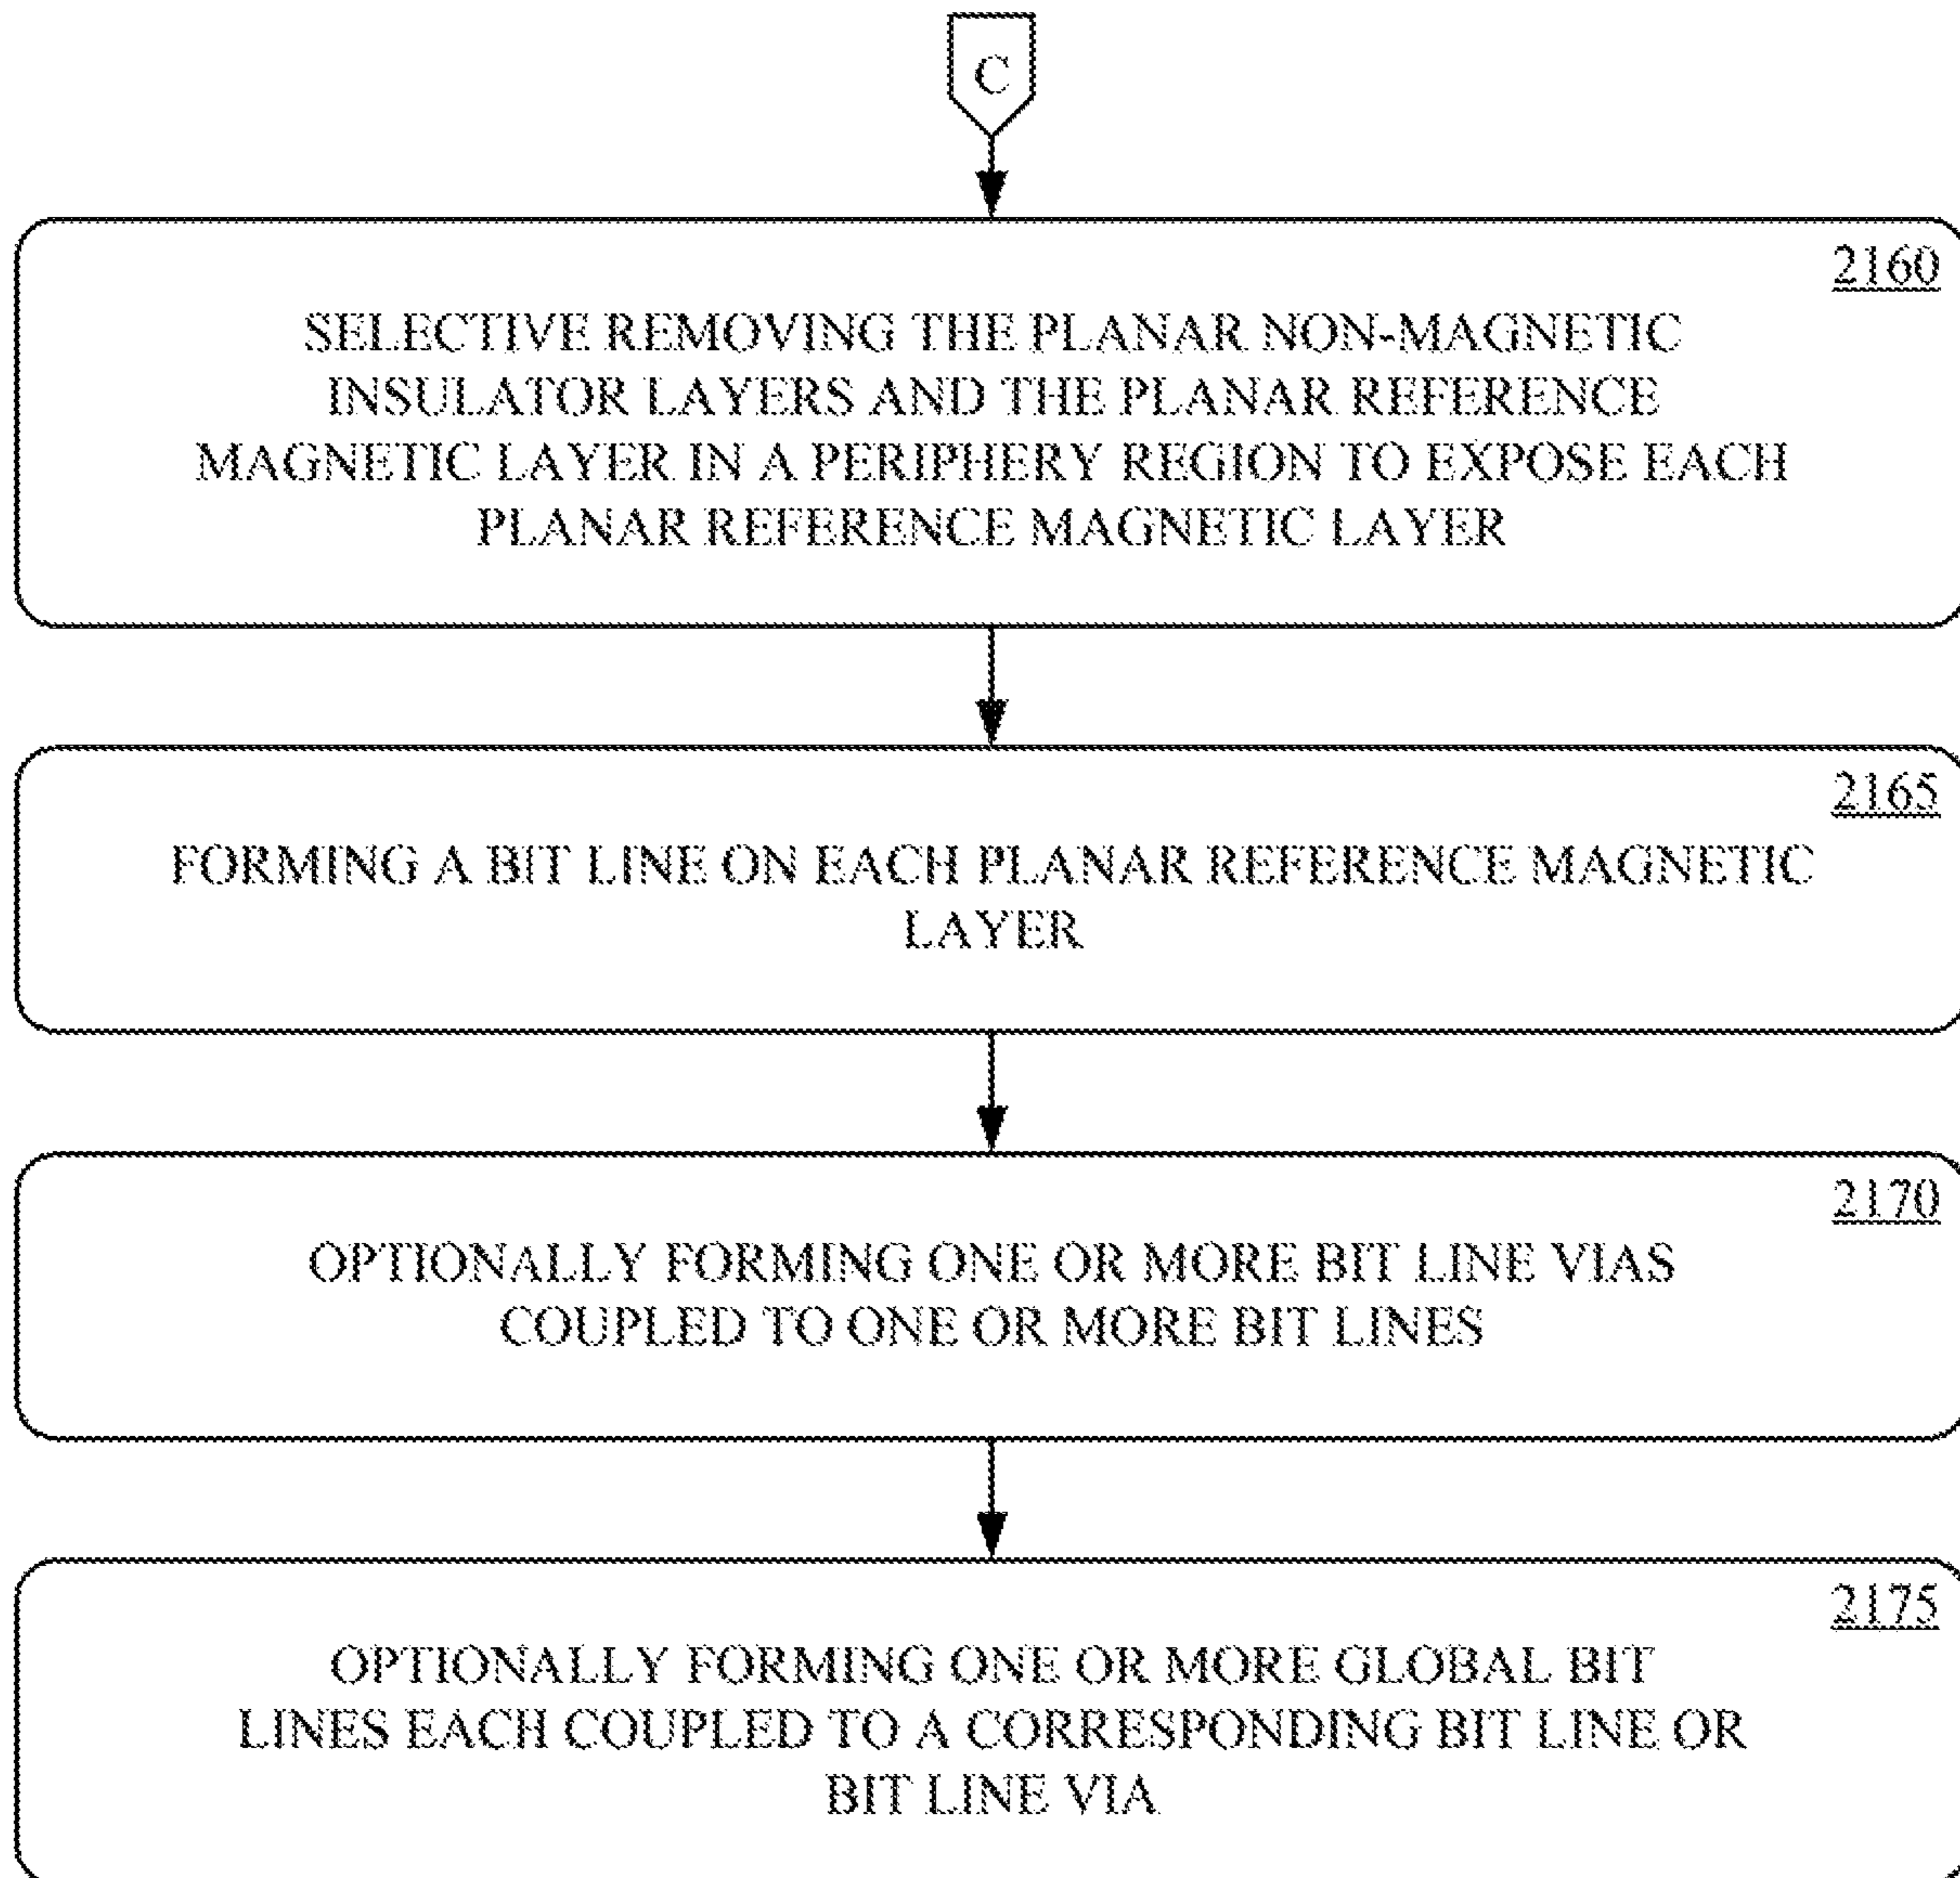 C
2160
SELECTIVE REMOVING THE PLANAR NON-MAGNETIC
INSULATOR LAYERS AND THE PLANAR REFERENCE
MAGNETIC LAYER IN A PERIPHERY REGION TO EXPOSE EACH
PLANAR REFERENCE MAGNETIC LAYER
2165
FORMING A BIT LINE ON EACH PLANAR REFERENCE MAGNETIC
LAYER
2170
OPTIONALLY FORMING ONE OR MORE BIT LINE VIAS
COUPLED TO ONE OR MORE BIT LINES
2175
OPTIONALLY FORMING ONE OR MORE GLOBAL BIT
LINES EACH COUPLED TO A CORRESPONDING BIT LINE OR
BIT LINE VIA